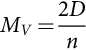 M_V = 2D/n